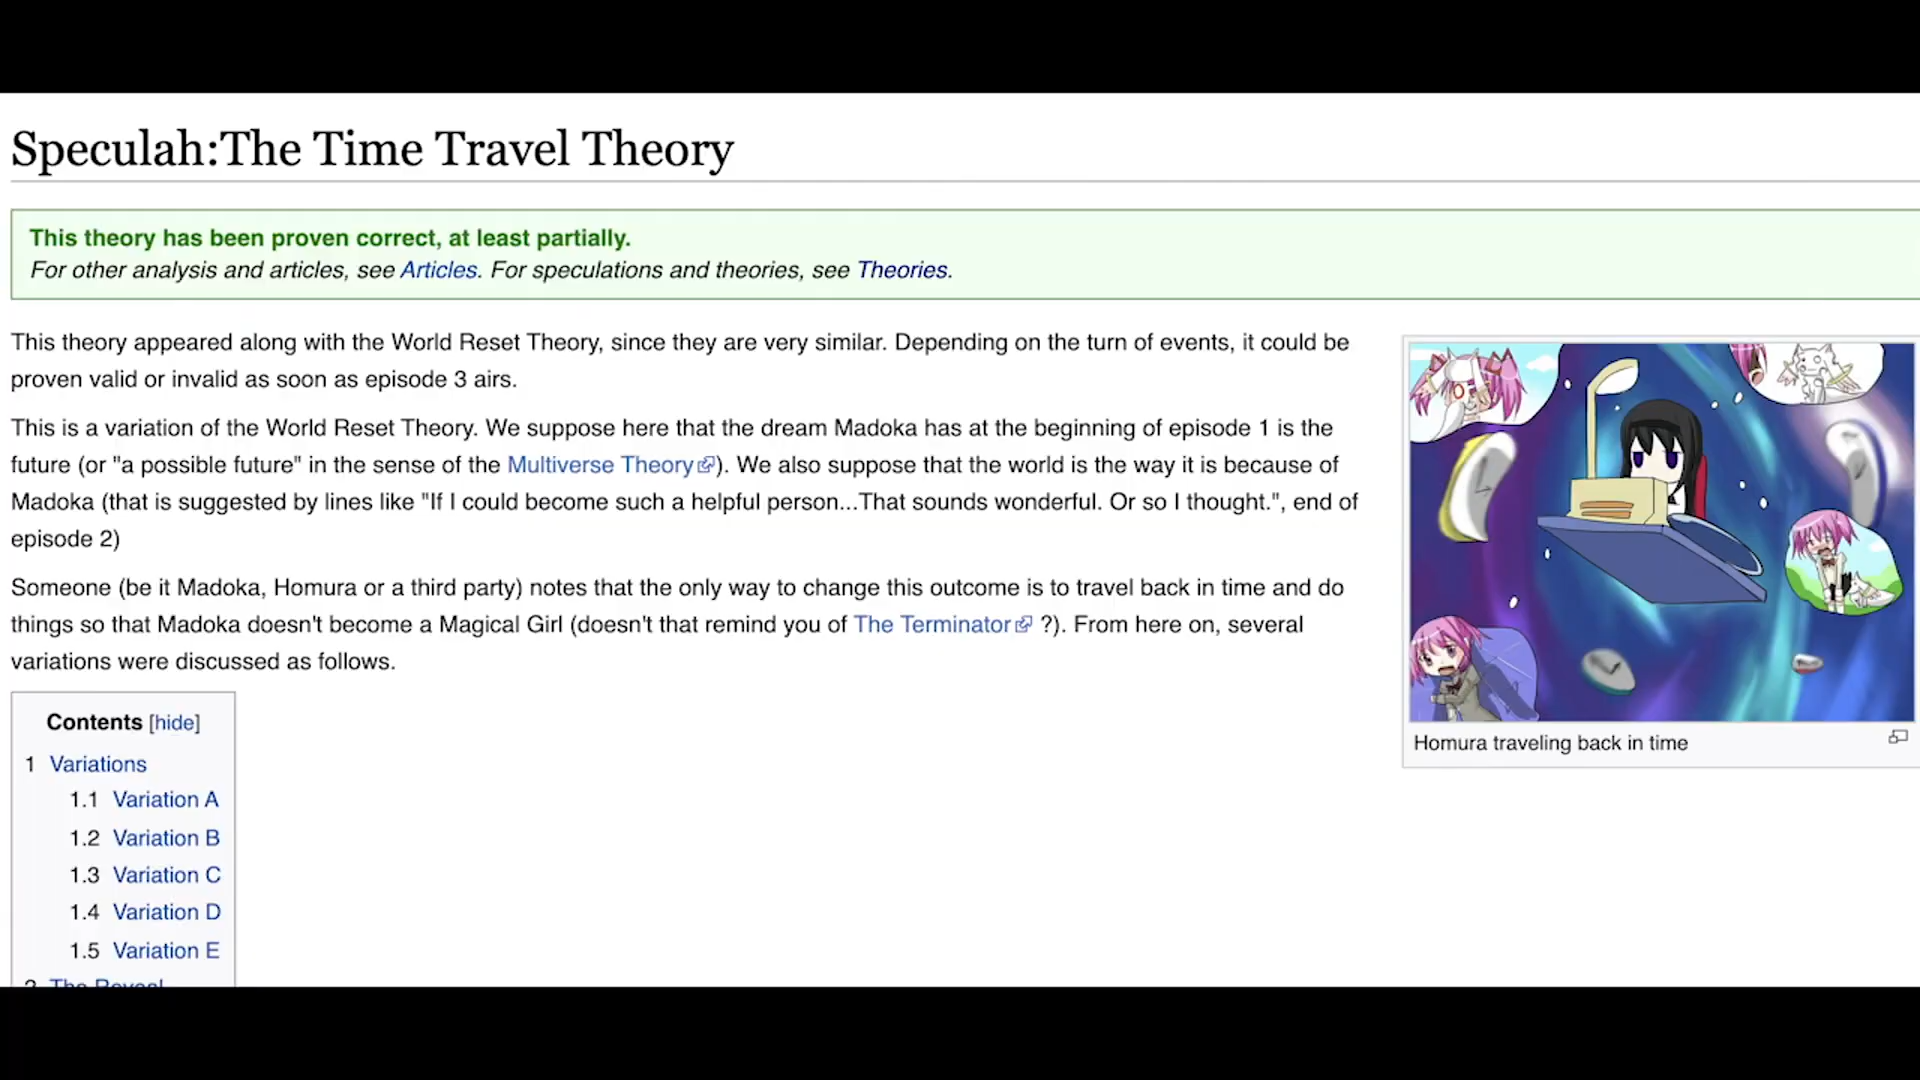 Speculah:The Time Travel Theory
This theory has been proven correct, at least partially.
For other analysis and articles, see Articles. For speculations and theories, see Theories.
This theory appeared along with the World Reset Theory, since they are very similar. Depending on the turn of events, it could be
proven valid or invalid as soon as episode 3 airs.
This is a variation of the World Reset Theory. We suppose here that the dream Madoka has at the beginning of episode 1 is the
future (or "a possible future" in the sense of the Multiverse Theory). We also suppose that the world is the way it is because of
Madoka (that is suggested by lines like "If I could become such a helpful person...That sounds wonderful. Or so I thought.", end of
episode 2)
Someone (be it Madoka, Homura or a third party) notes that the only way to change this outcome is to travel back in time and do
things so that Madoka doesn't become a Magical Girl (doesn't that remind you of The Terminator ?). From here on, several
variations were discussed as follows.
Homura traveling back in time
Contents [hide]
1 Variations
1.1 Variation A
1.2 Variation B
1.3 Variation C
1.4 Variation D
1.5 Variation E
2 The Reveal